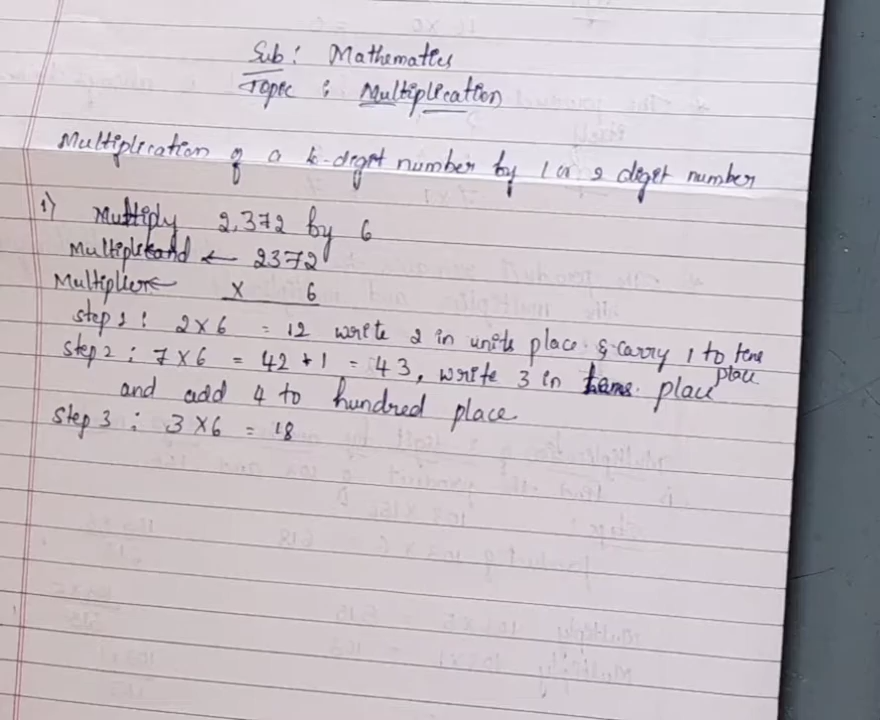 Sub : Mathematics
Topic : Multiplication
Multiplication of a 4-digit number by 1 or 2 digit number
1) Multiply 2,372 by 6
Multiplicand ← 2372
Multiplier ← x 6
Step 1 : 2 x 6 = 12 write 2 in units place & carry 1 to tens place
Step 2 : 7 x 6 = 42 + 1 = 43, write 3 in tens place
and add 4 to hundred place
Step 3 : 3 x 6 = 18